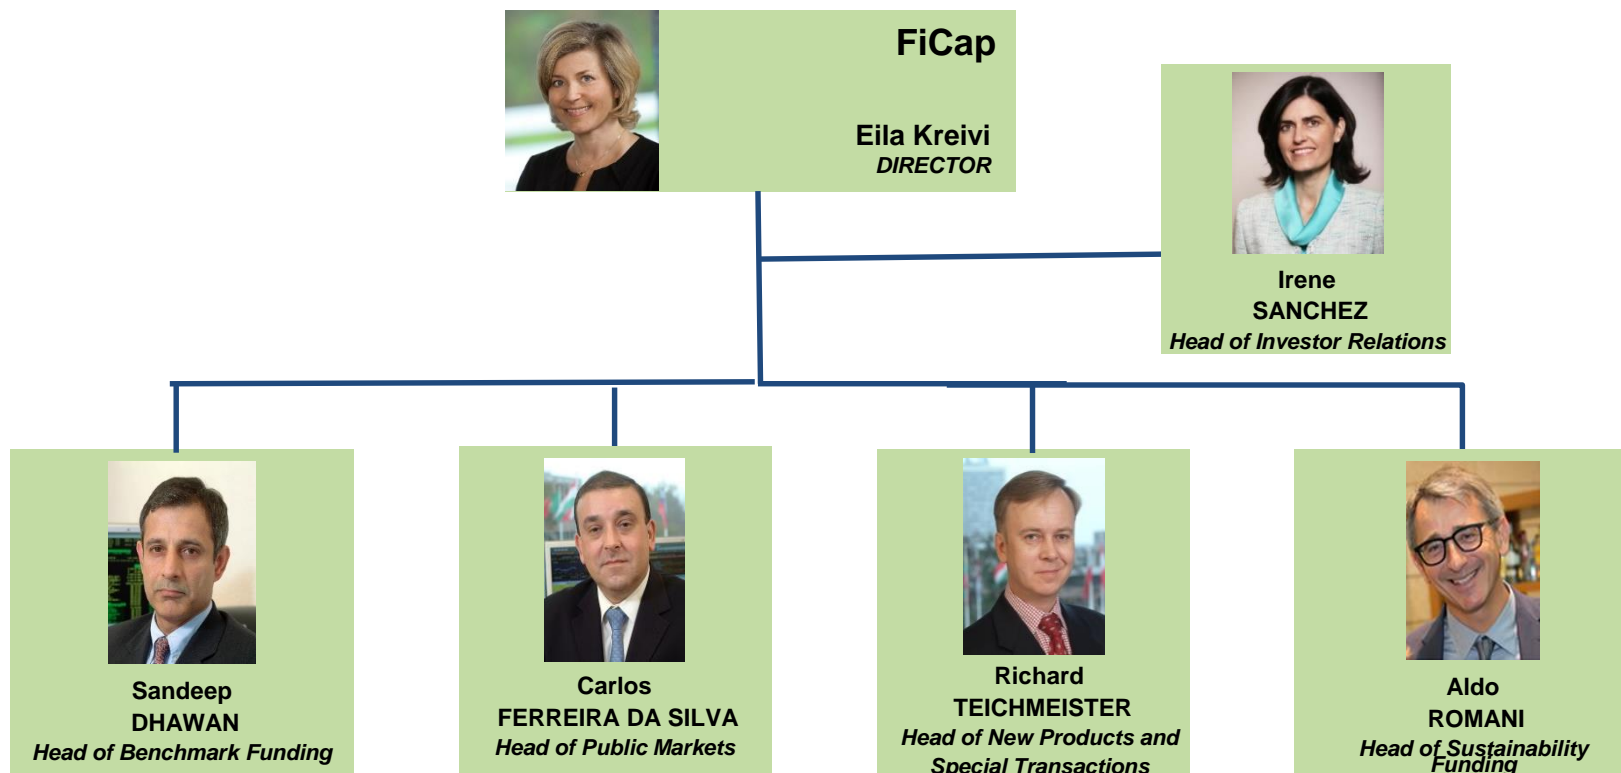 FiCap
Eila Kreivi
DIRECTOR
Irene
SANCHEZ
Head of Investor Relations
Sandeep
DHAWAN
Head of Benchmark Funding
Carlos
FERREIRA DA SILVA
Head of Public Markets
Richard
TEICHMEISTER
Head of New Products and
Special Transactions
Aldo
ROMANI
Head of Sustainability
Funding